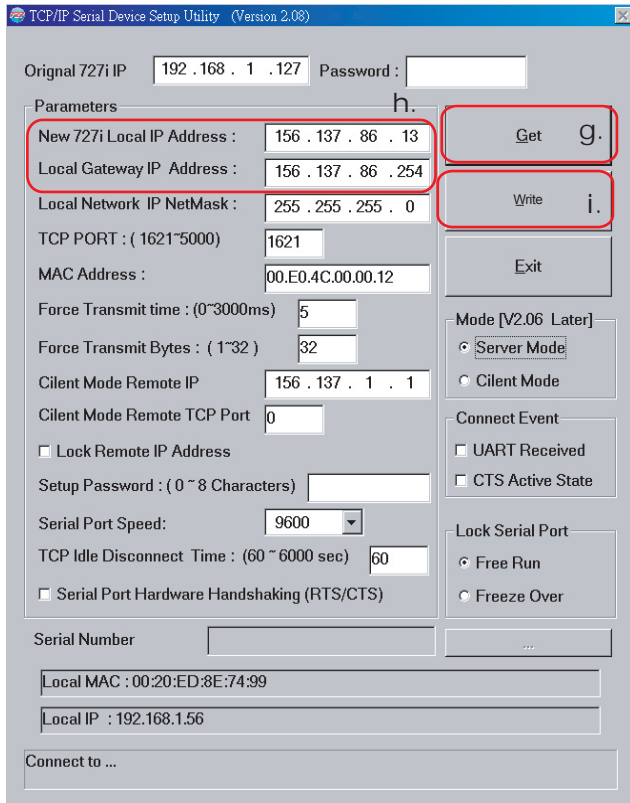 TCP/IP Serial Device Setup Utility (Version 2.08)
Orignal 727i IP 192 .168 . 1 .127 Password :
Parameters h.
New 727i Local IP Address : 156 . 137 . 86 . 13
Get g.
Local Gateway IP Address : 156 . 137 . 86 .254
Local Network IP NetMask : 255 .255 .255 . 0
Write i.
TCP PORT : ( 1621~5000) 1621
MAC Address : 00.E0.4C.00.00.12
Exit
Force Transmit time : (0~3000ms) 5
Force Transmit Bytes : ( 1~32 ) 32
Cilent Mode Remote IP 156 . 137 . 1 . 1
Cilent Mode Remote TCP Port 0
Lock Remote IP Address
Setup Password : ( 0 ~ 8 Characters)
Serial Port Speed: 9600
TCP Idle Disconnect Time : (60 ~ 6000 sec) 60
Serial Port Hardware Handshaking (RTS/CTS)
Mode [V2.06 Later]
Server Mode
Cilent Mode
Connect Event
UART Received
CTS Active State
Lock Serial Port
Free Run
Freeze Over
Serial Number
...
Local MAC : 00:20:ED:8E:74:99
Local IP : 192.168.1.56
Connect to ...